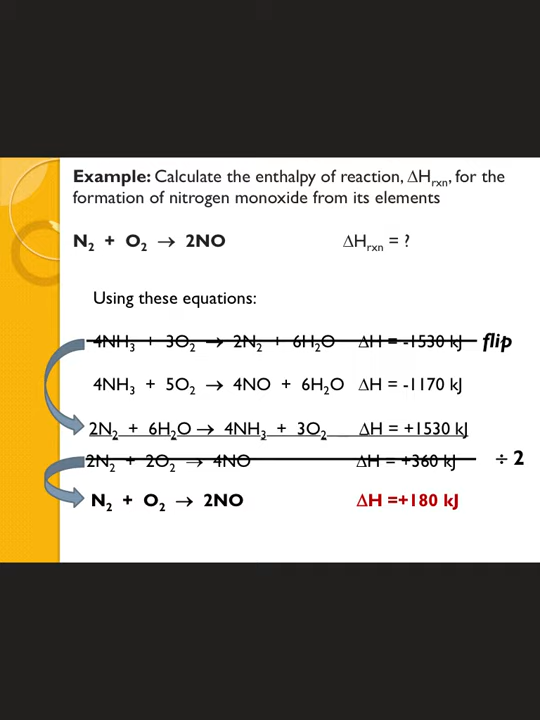 Example: Calculate the enthalpy of reaction, ΔHrxn, for the
formation of nitrogen monoxide from its elements
N₂ + O₂ → 2NO ΔHrxn = ?
Using these equations:
4NH₃ + 3O₂ → 2N₂ + 6H₂O ΔH = -1530 kJ flip
4NH₃ + 5O₂ → 4NO + 6H₂O ΔH = -1170 kJ
2N₂ + 6H₂O → 4NH₃ + 3O₂ ΔH = +1530 kJ
2N₂ + 2O₂ → 4NO ΔH = +360 kJ ÷ 2
N₂ + O₂ → 2NO ΔH =+180 kJ